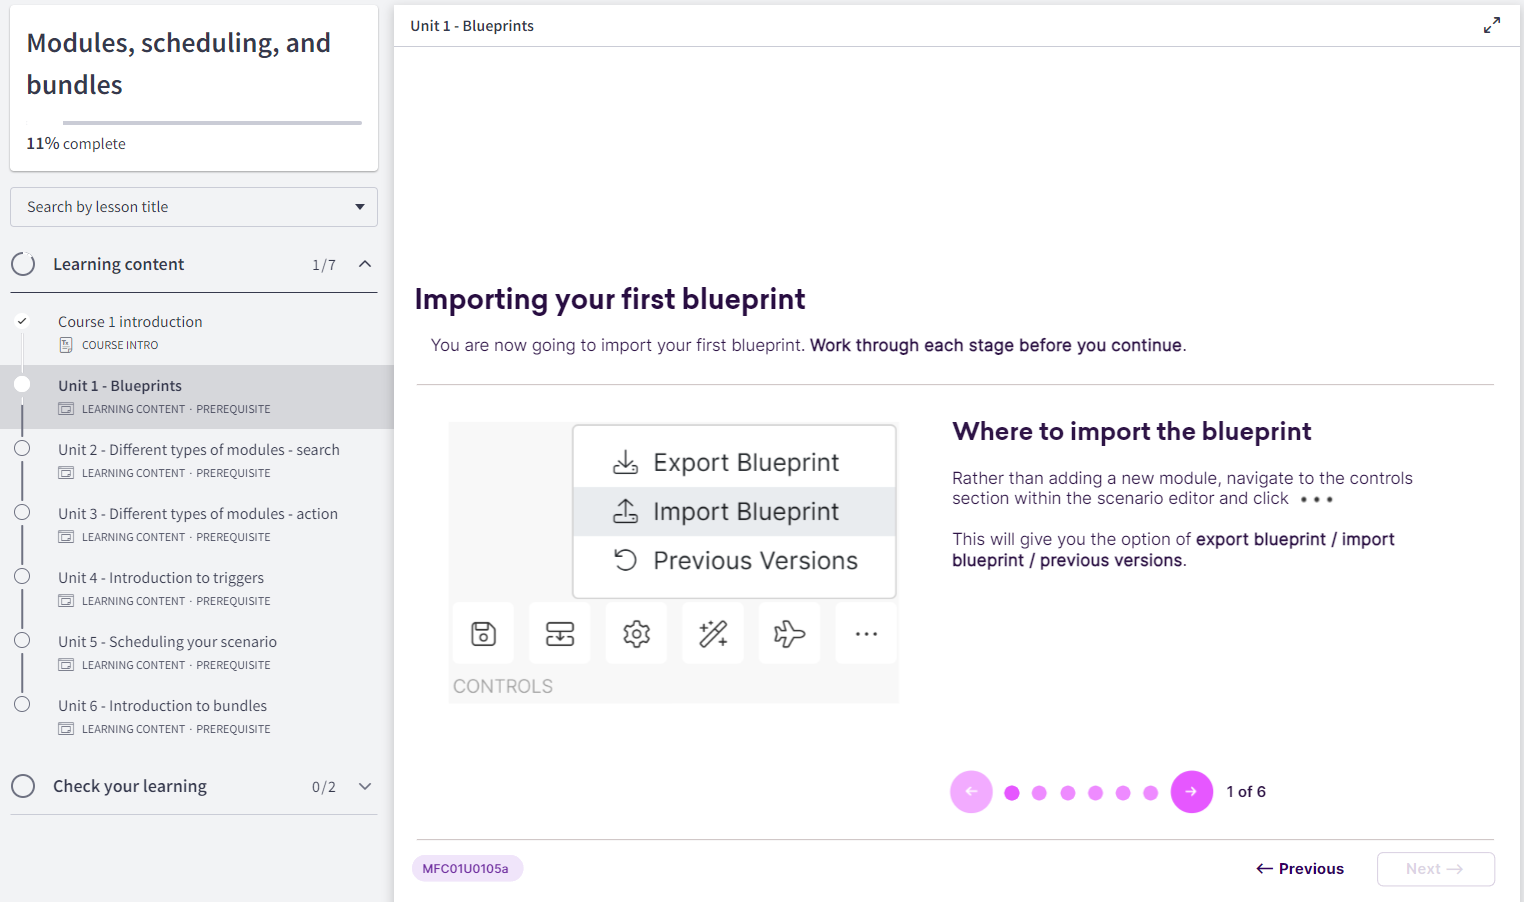 Modules, scheduling, and
bundles
11% complete
Search by lesson title
Learning content 1/7
Course 1 introduction
COURSE INTRO
Unit 1 - Blueprints
LEARNING CONTENT · PREREQUISITE
Unit 2 - Different types of modules - search
LEARNING CONTENT · PREREQUISITE
Unit 3 - Different types of modules - action
LEARNING CONTENT · PREREQUISITE
Unit 4 - Introduction to triggers
LEARNING CONTENT · PREREQUISITE
Unit 5 - Scheduling your scenario
LEARNING CONTENT · PREREQUISITE
Unit 6 - Introduction to bundles
LEARNING CONTENT · PREREQUISITE
Check your learning 0/2
Unit 1 - Blueprints
Importing your first blueprint
You are now going to import your first blueprint. Work through each stage before you continue.
Export Blueprint
Import Blueprint
Previous Versions
CONTROLS
Where to import the blueprint
Rather than adding a new module, navigate to the controls
section within the scenario editor and click •••
This will give you the option of export blueprint / import
blueprint / previous versions.
1 of 6
MFC01U0105a
← Previous
Next →